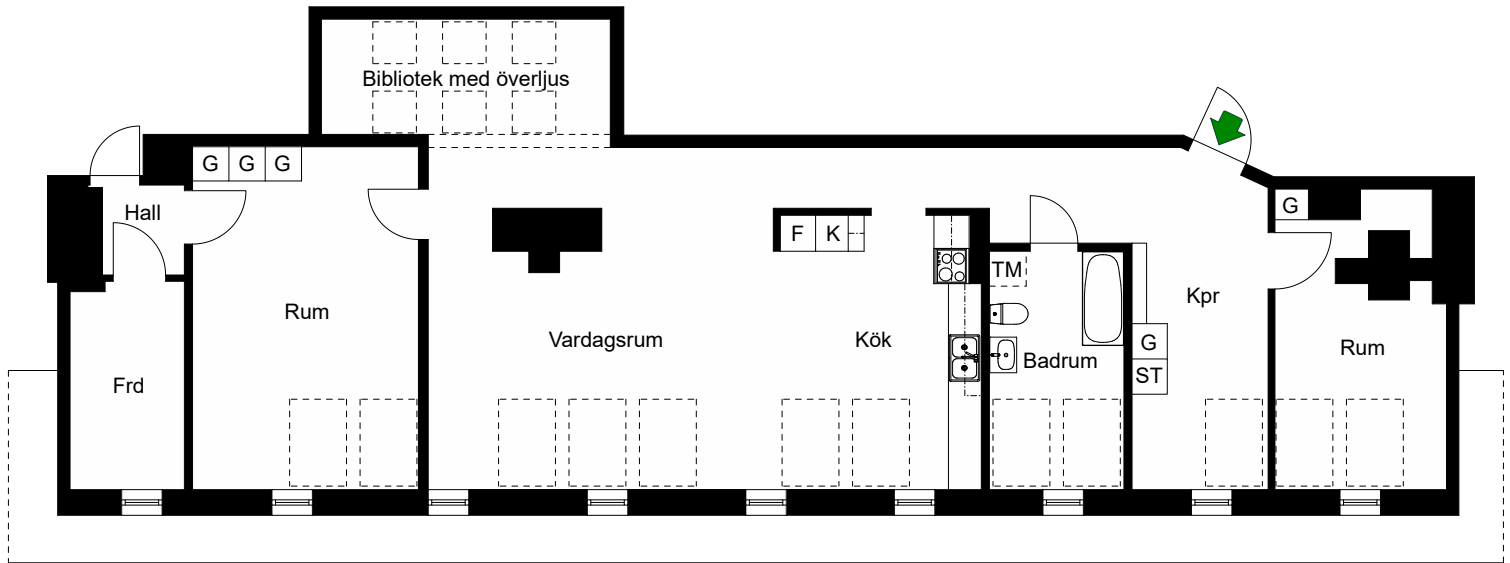 Bibliotek med överljus
G G G
G
Hall
F K
TM
Rum
Kpr
Vardagsrum
Kök
G
Rum
Badrum
ST
Frd